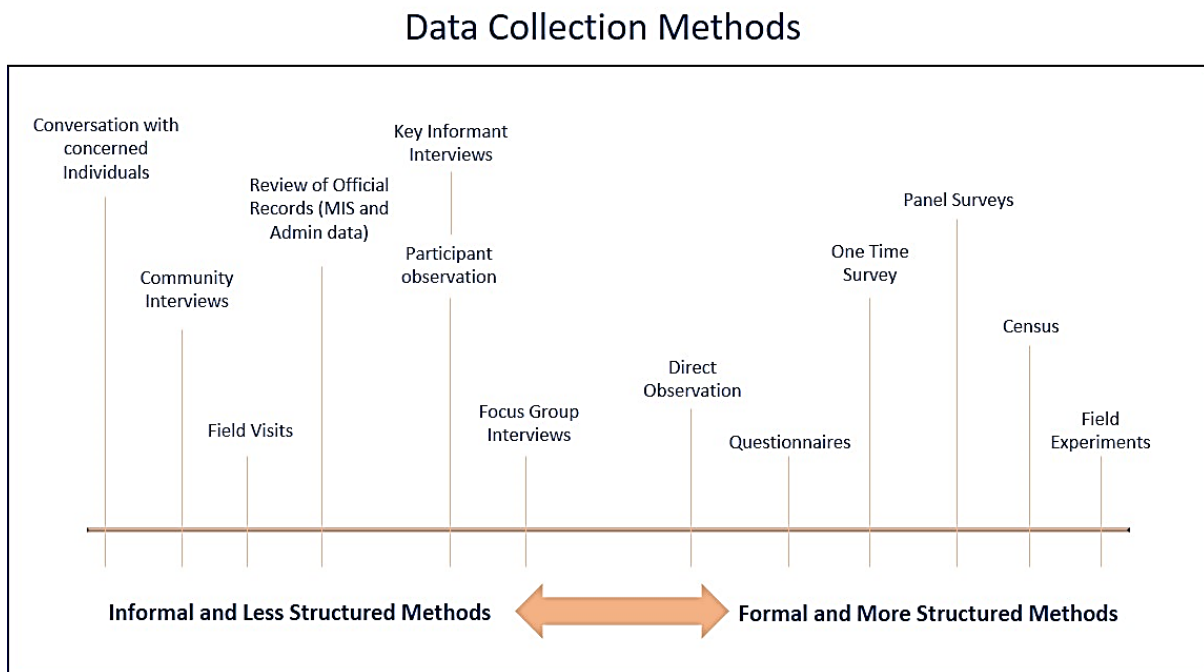 Data Collection Methods
Conversation with
concerned
Individuals
Community
Interviews
Field Visits
Review of Official
Records (MIS and
Admin data)
Key Informant
Interviews
Participant
observation
Focus Group
Interviews
Direct
Observation
Questionnaires
One Time
Survey
Panel Surveys
Census
Field
Experiments
Informal and Less Structured Methods
Formal and More Structured Methods